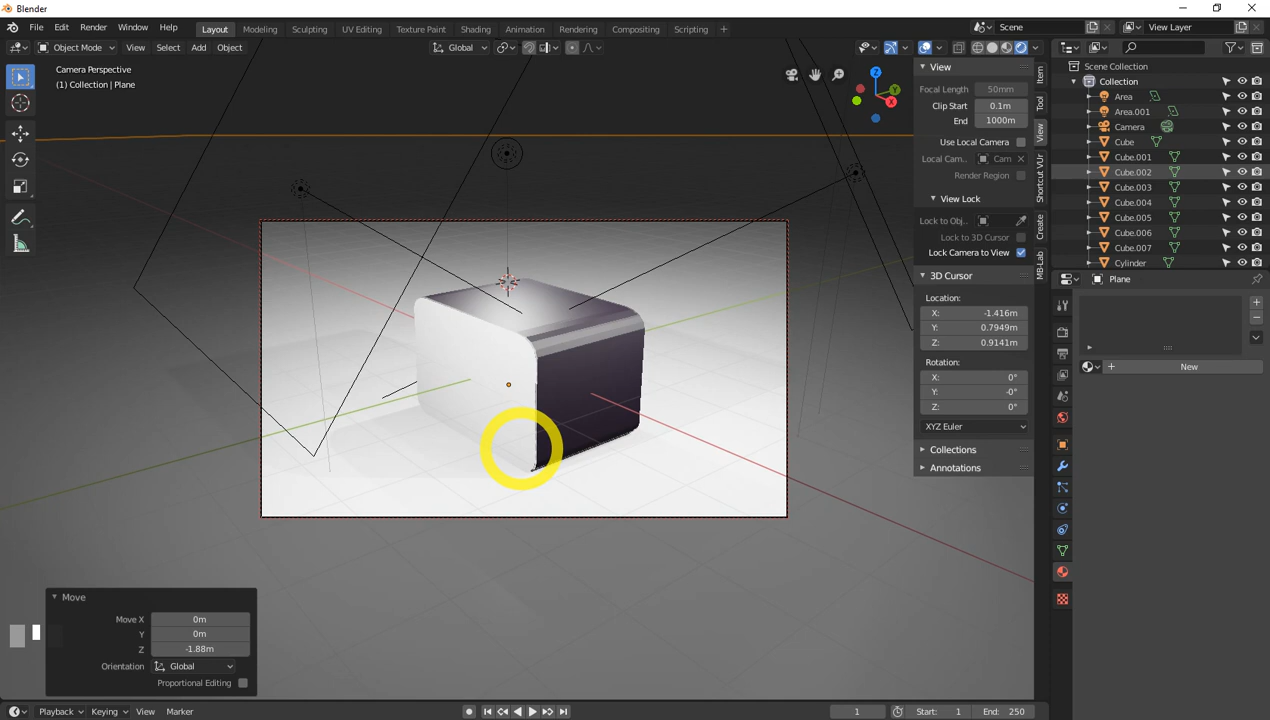 Blender
File Edit Render Window Help
Layout Modeling Sculpting UV Editing Texture Paint Shading Animation Rendering Compositing Scripting +
Scene
View Layer
Object Mode View Select Add Object
Global
Camera Perspective
(1) Collection | Plane
View
Focal Length 50mm
Clip Start 0.1m
End 1000m
Use Local Camera
Local Cam.. Cam
Render Region
View Lock
Lock to Obj..
Lock to 3D Cursor
Lock Camera to View
3D Cursor
Location:
X: -1.416m
Y: 0.7949m
Z: 0.9141m
Rotation:
X: 0°
Y: -0°
Z: 0°
XYZ Euler
Collections
Annotations
Item
Tool
View
Shortcut VUr
Create
MB-Lab
Scene Collection
Collection
Area
Area.001
Camera
Cube
Cube.001
Cube.002
Cube.003
Cube.004
Cube.005
Cube.006
Cube.007
Cylinder
Plane
New
Move
Move X 0m
Y 0m
Z -1.88m
Orientation Global
Proportional Editing
Playback Keying View Marker
1
Start: 1
End: 250
X
Y
Z